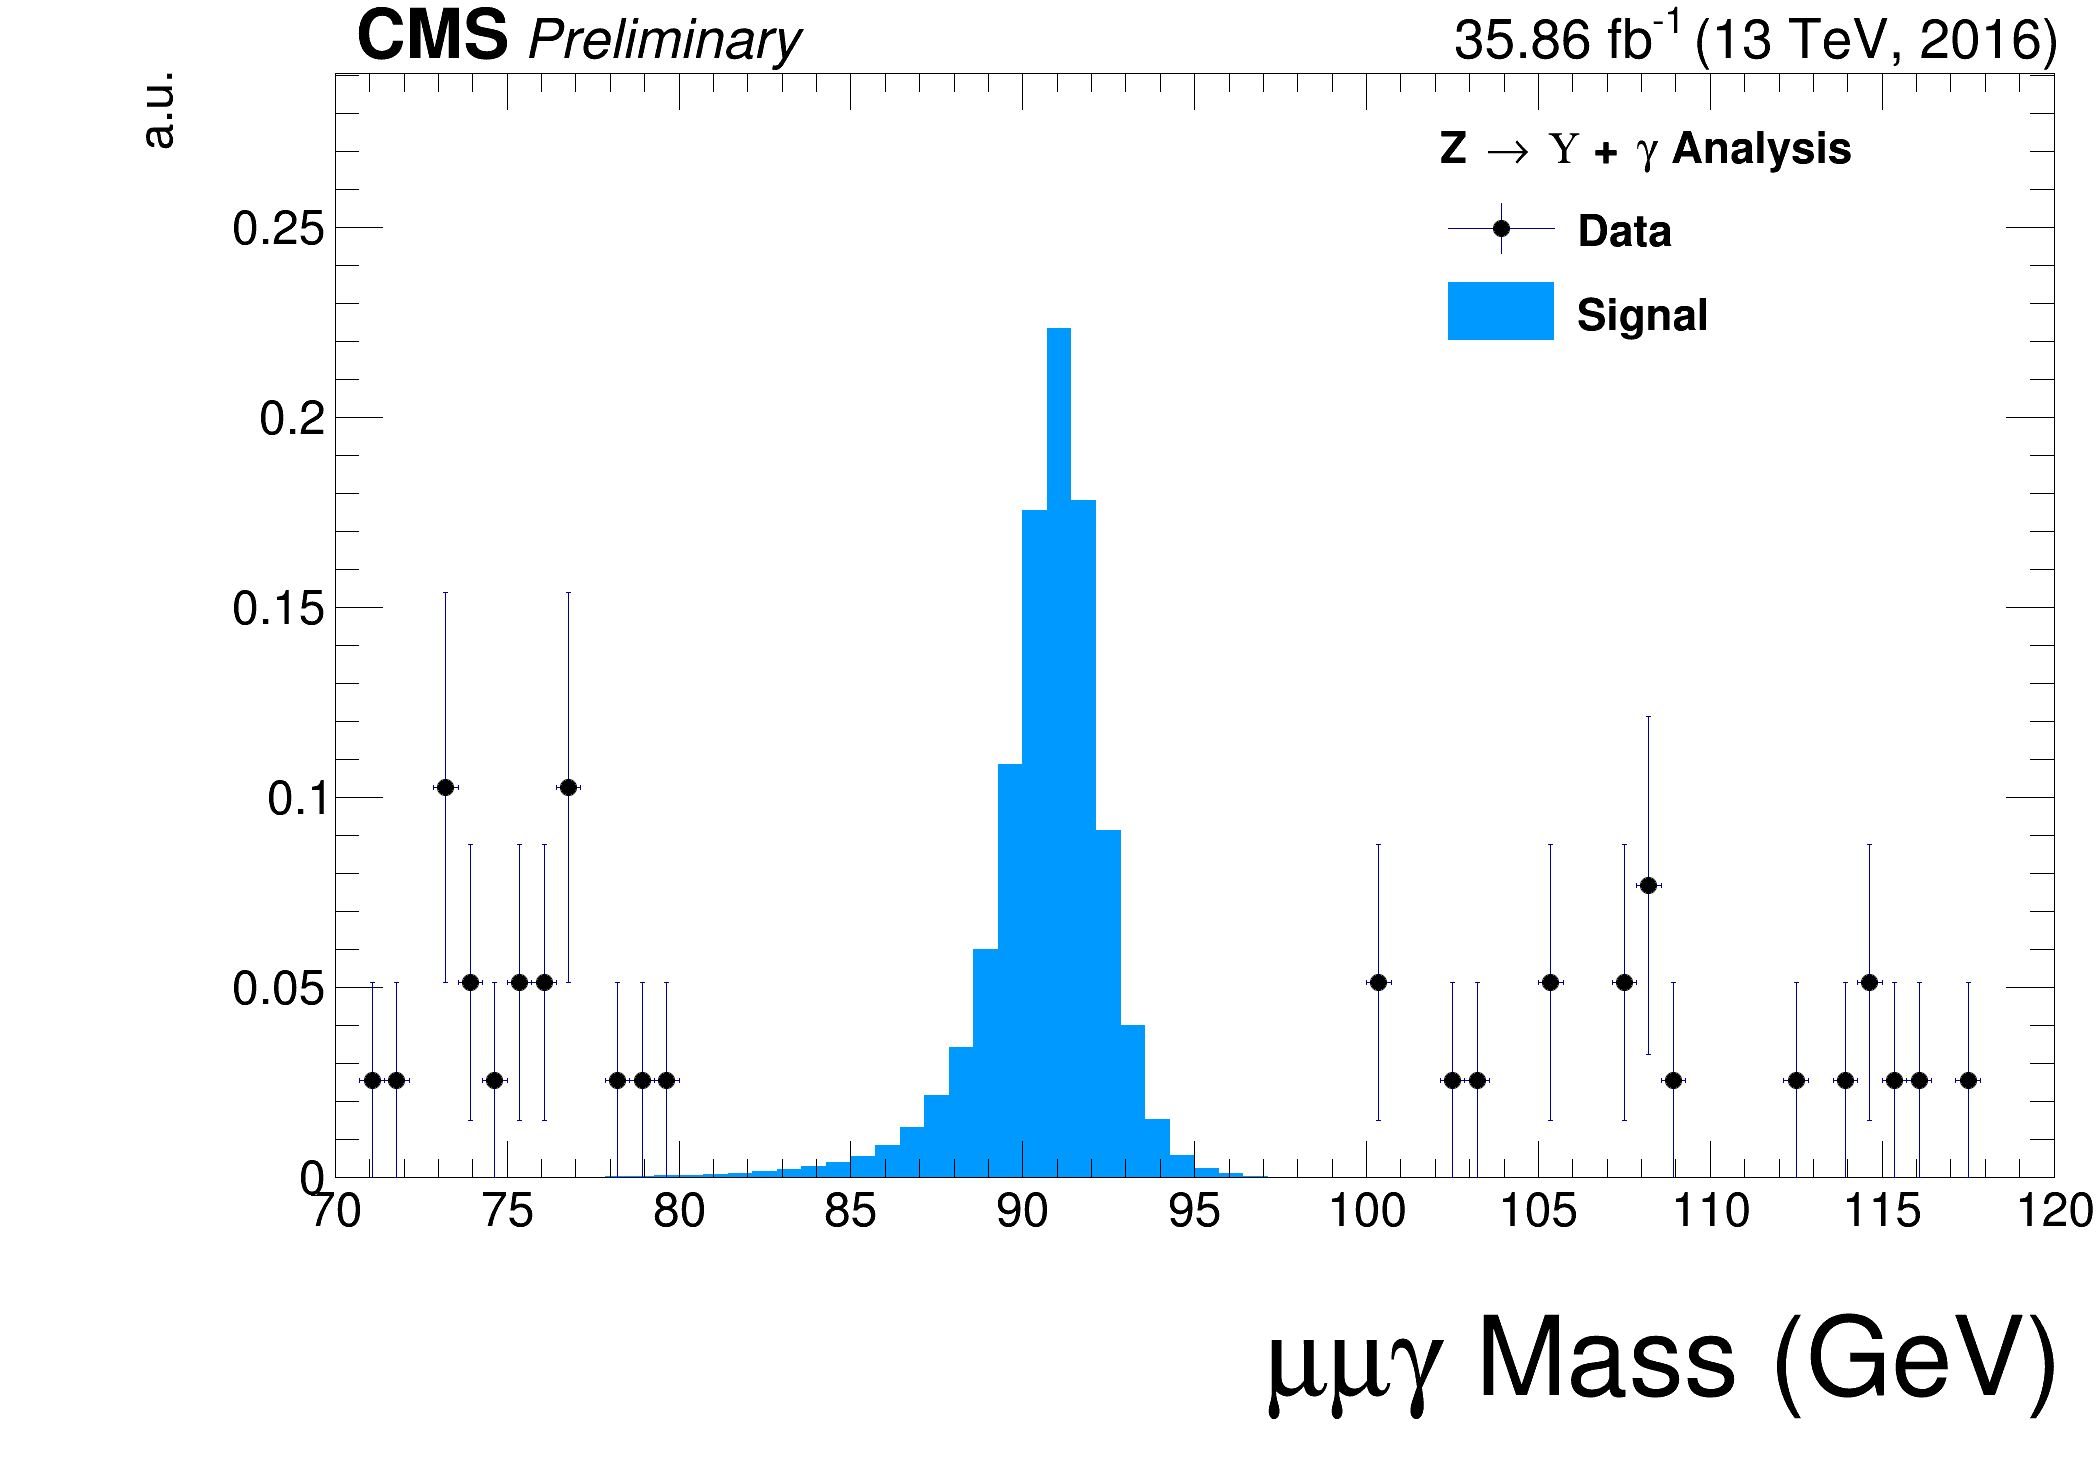 CMS Preliminary 35.86 fb⁻¹ (13 TeV, 2016)
a.u.
Z → Υ + γ Analysis
Data
Signal
0.25
0.2
0.15
0.1
0.05
0
70 75 80 85 90 95 100 105 110 115 120
μμγ Mass (GeV)